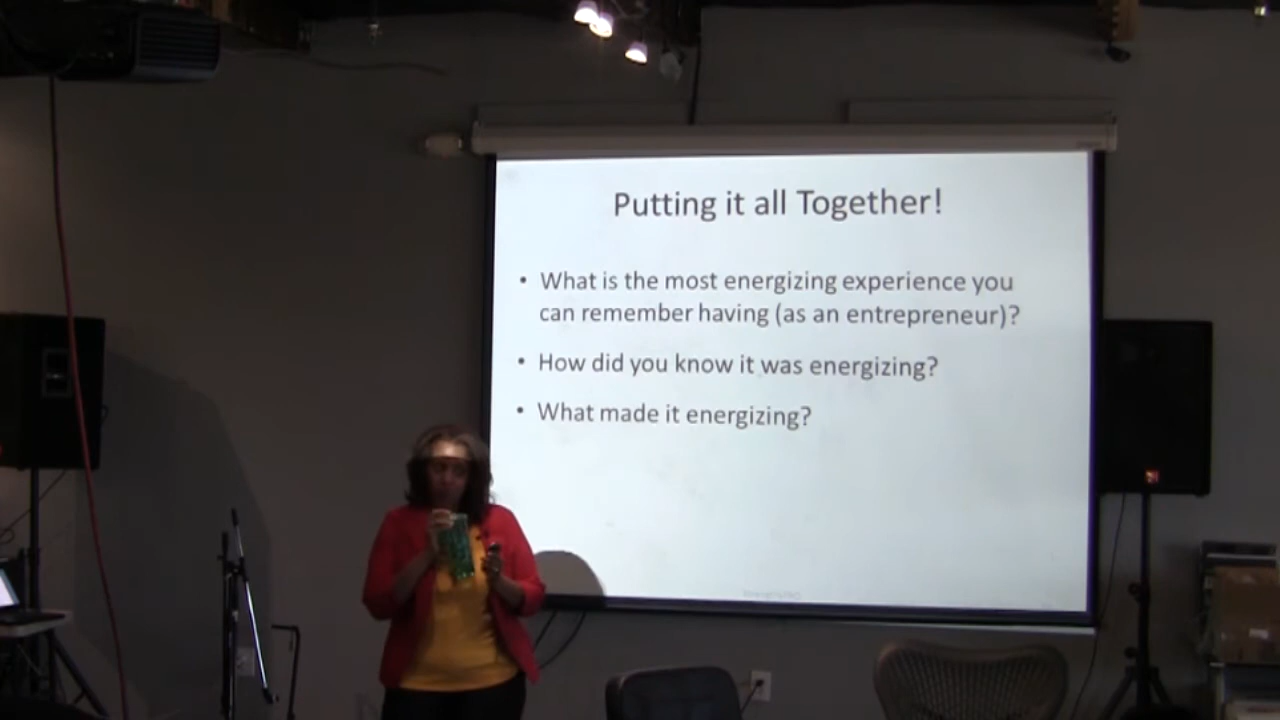 Putting it all Together!
• What is the most energizing experience you
can remember having (as an entrepreneur)?
• How did you know it was energizing?
• What made it energizing?